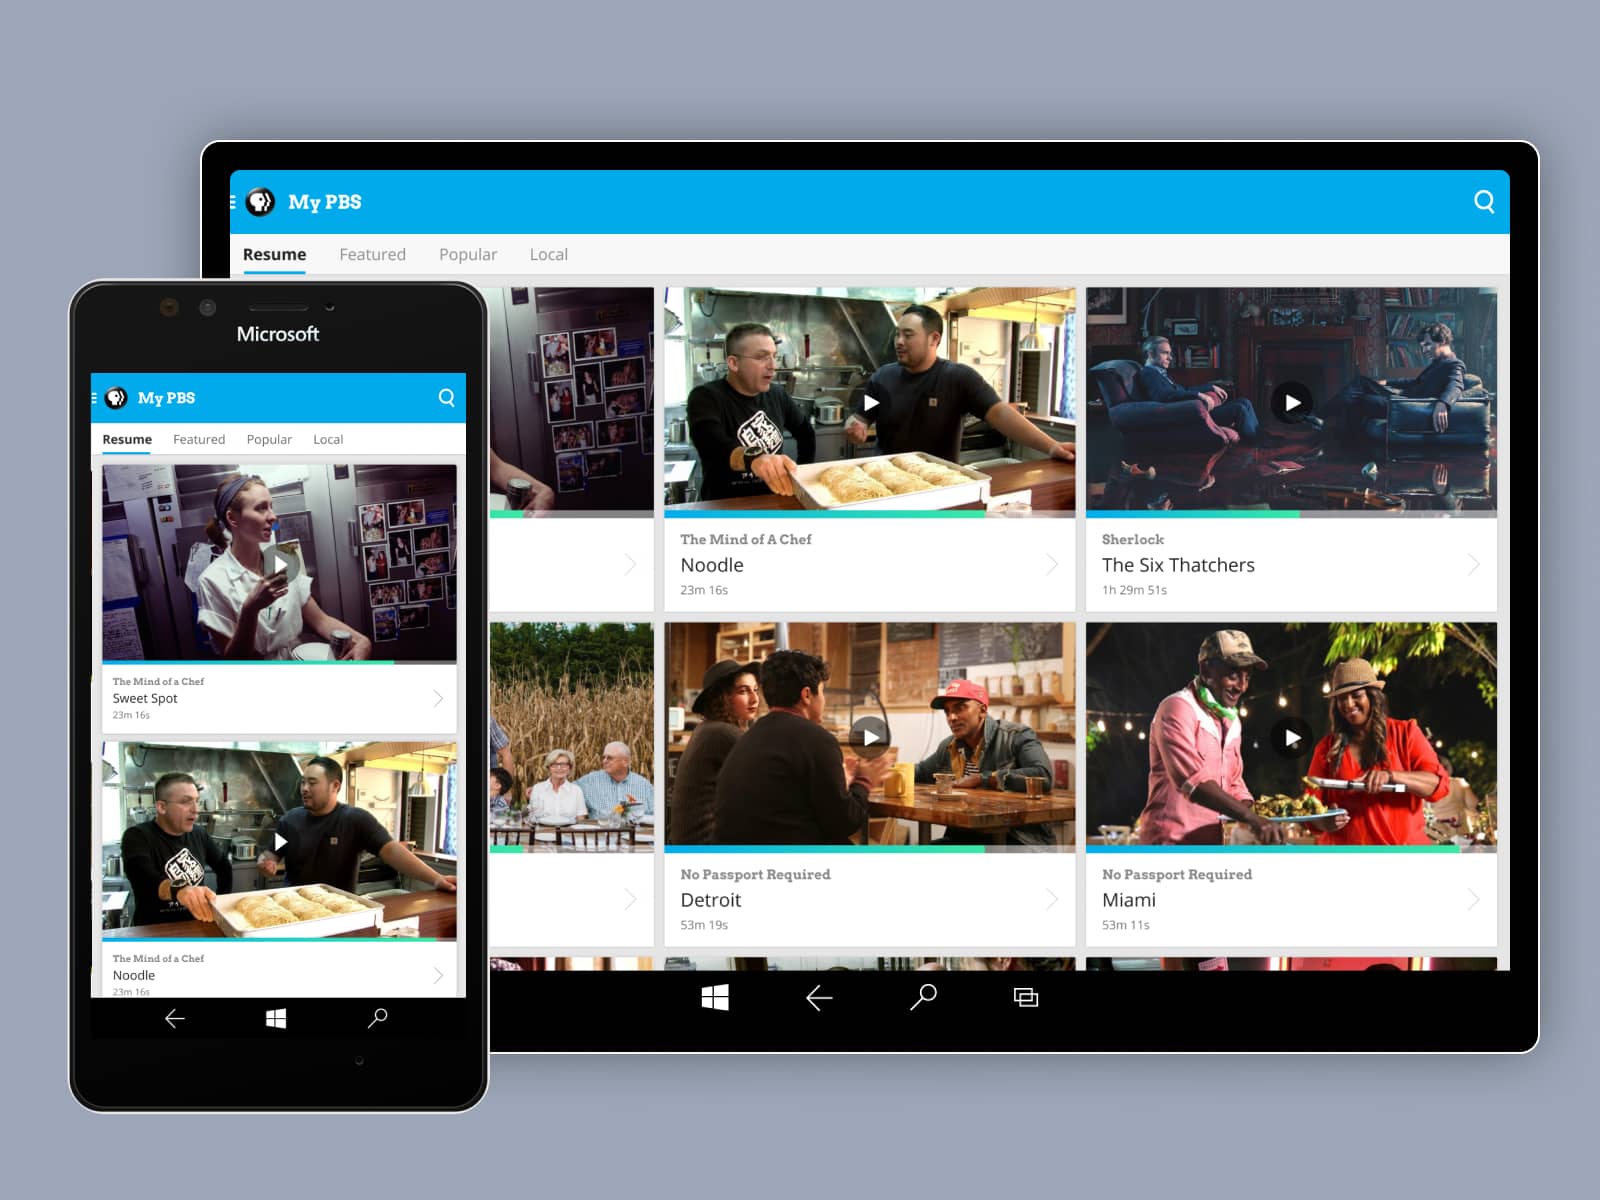 My PBS
Resume
Featured
Popular
Local
The Mind of A Chef
Noodle
23m 16s
Sherlock
The Six Thatchers
1h 29m 51s
No Passport Required
Detroit
53m 19s
No Passport Required
Miami
53m 11s
Microsoft
My PBS
Resume
Featured
Popular
Local
The Mind of a Chef
Sweet Spot
23m 16s
The Mind of a Chef
Noodle
23m 16s